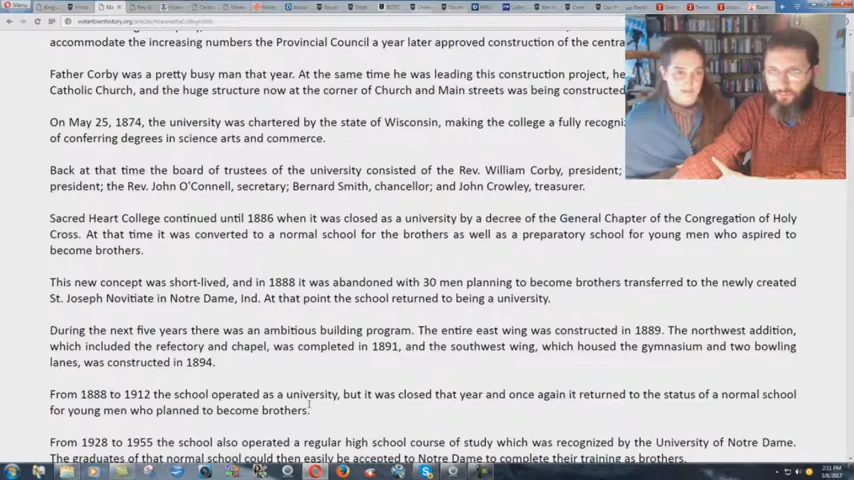 watertownhistory.org/articles/MaranathaCollege.htm
accommodate the increasing numbers the Provincial Council a year later approved construction of the centra
Father Corby was a pretty busy man that year. At the same time he was leading this construction project, he
Catholic Church, and the huge structure now at the corner of Church and Main streets was being constructed
On May 25, 1874, the university was chartered by the state of Wisconsin, making the college a fully recogni
of conferring degrees in science arts and commerce.
Back at that time the board of trustees of the university consisted of the Rev. William Corby, president;
president; the Rev. John O'Connell, secretary; Bernard Smith, chancellor; and John Crowley, treasurer.
Sacred Heart College continued until 1886 when it was closed as a university by a decree of the General Chapter of the Congregation of Holy
Cross. At that time it was converted to a normal school for the brothers as well as a preparatory school for young men who aspired to
become brothers.
This new concept was short-lived, and in 1888 it was abandoned with 30 men planning to become brothers transferred to the newly created
St. Joseph Novitiate in Notre Dame, Ind. At that point the school returned to being a university.
During the next five years there was an ambitious building program. The entire east wing was constructed in 1889. The northwest addition,
which included the refectory and chapel, was completed in 1891, and the southwest wing, which housed the gymnasium and two bowling
lanes, was constructed in 1894.
From 1888 to 1912 the school operated as a university, but it was closed that year and once again it returned to the status of a normal school
for young men who planned to become brothers.
From 1928 to 1955 the school also operated a regular high school course of study which was recognized by the University of Notre Dame.
The graduates of that normal school could then easily be accepted to Notre Dame to complete their training as brothers.
2:31 PM